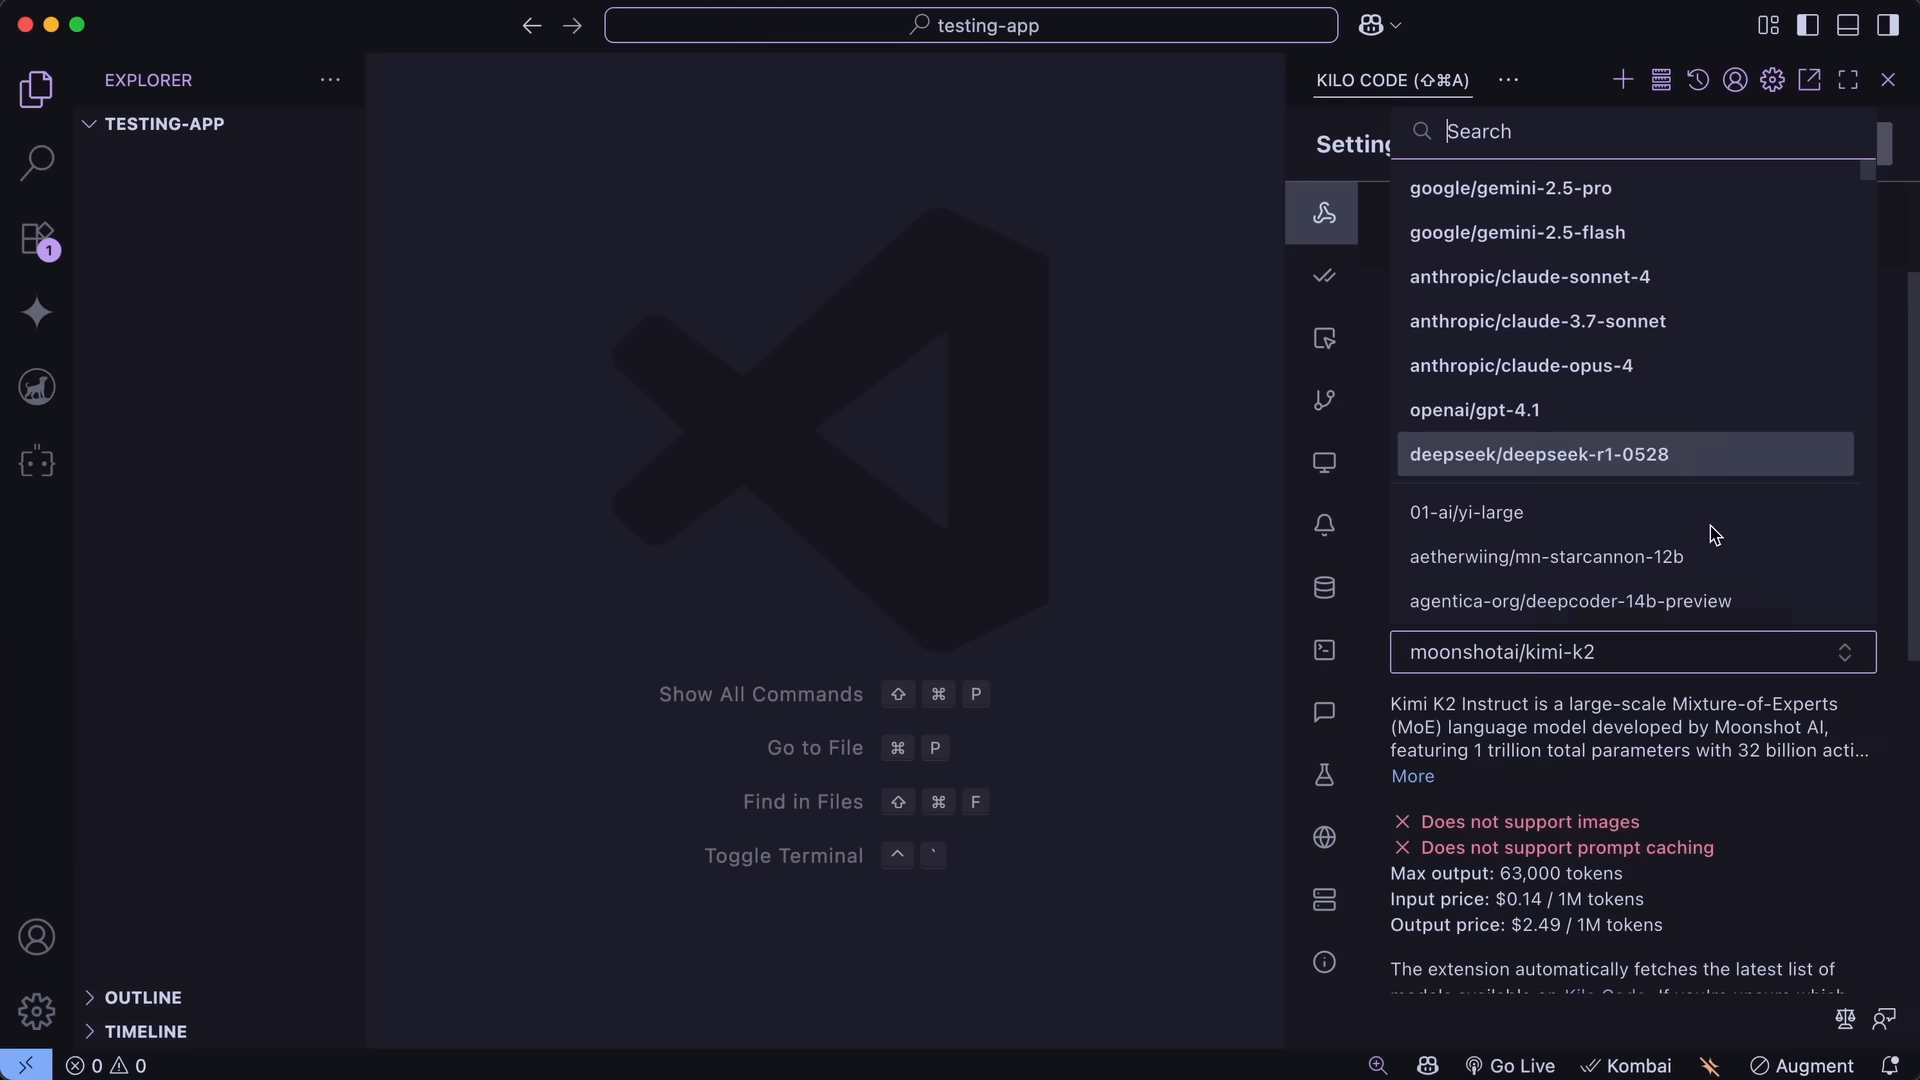 testing-app
EXPLORER
TESTING-APP
1
Show All Commands ⇧ ⌘ P
Go to File ⌘ P
Find in Files ⇧ ⌘ F
Toggle Terminal ^ `
OUTLINE
TIMELINE
KILO CODE (⇧⌘A)
Setting
Search
google/gemini-2.5-pro
google/gemini-2.5-flash
anthropic/claude-sonnet-4
anthropic/claude-3.7-sonnet
anthropic/claude-opus-4
openai/gpt-4.1
deepseek/deepseek-r1-0528
01-ai/yi-large
aetherwiing/mn-starcannon-12b
agentica-org/deepcoder-14b-preview
moonshotai/kimi-k2
Kimi K2 Instruct is a large-scale Mixture-of-Experts
(MoE) language model developed by Moonshot AI,
featuring 1 trillion total parameters with 32 billion acti...
More
Does not support images
Does not support prompt caching
Max output: 63,000 tokens
Input price: $0.14 / 1M tokens
Output price: $2.49 / 1M tokens
The extension automatically fetches the latest list of
0 0
Go Live
Kombai
Augment